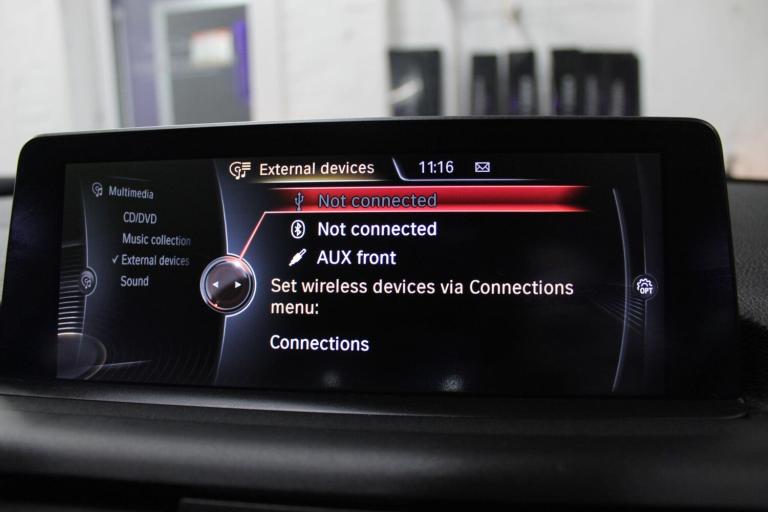 External devices
11:16
Multimedia
CD/DVD
Music collection
External devices
Sound
Not connected
Not connected
AUX front
Set wireless devices via Connections
menu:
Connections
OPT